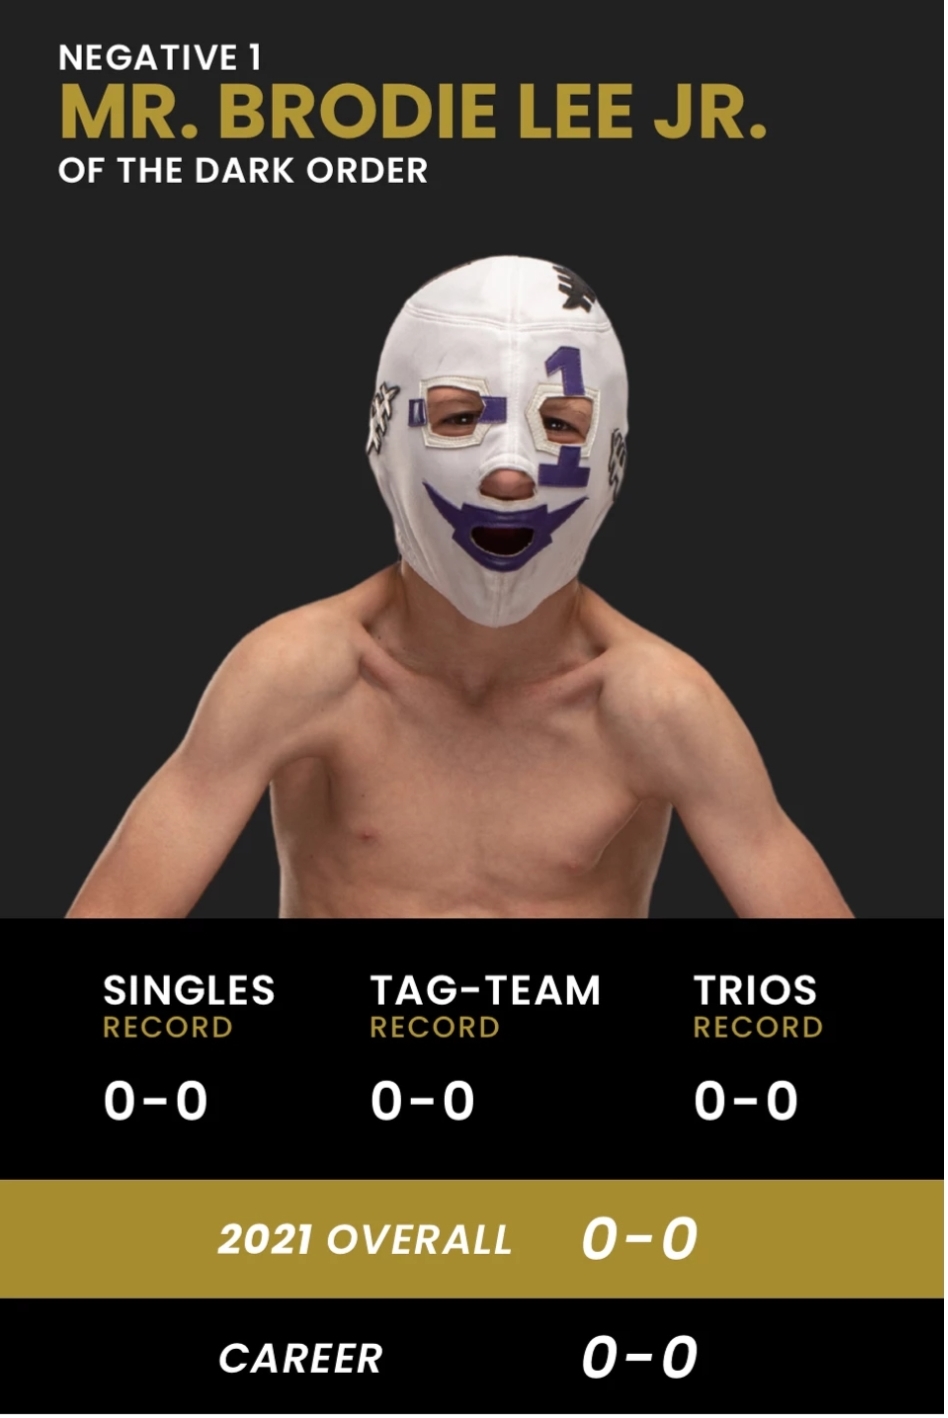 NEGATIVE 1
MR. BRODIE LEE JR.
OF THE DARK ORDER
1
SINGLES
RECORD
0-0
TAG-TEAM
RECORD
0-0
TRIOS
RECORD
0-0
2021 OVERALL 0-0
CAREER 0-0